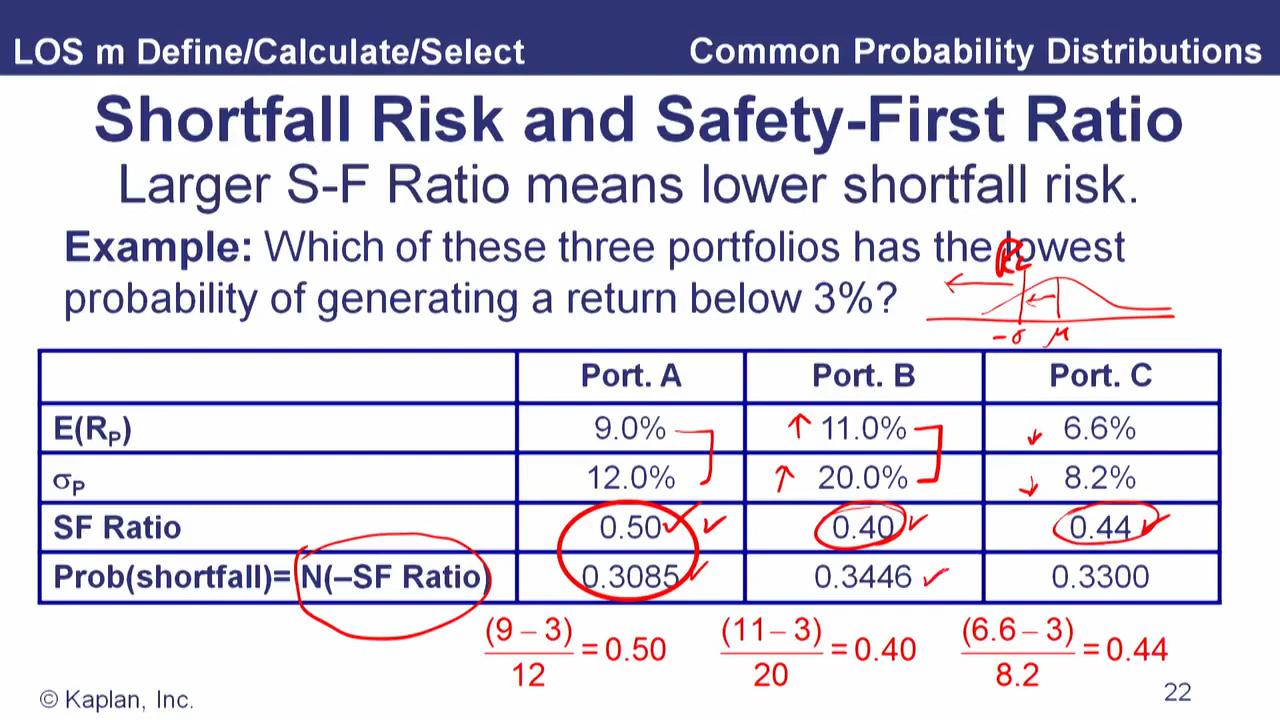 LOS m Define/Calculate/Select
Common Probability Distributions
Shortfall Risk and Safety-First Ratio
Larger S-F Ratio means lower shortfall risk.
Example: Which of these three portfolios has the lowest
probability of generating a return below 3%?
RL
-σ μ
Port. A Port. B Port. C
E(RP) 9.0% ↑ 11.0% ↓ 6.6%
σP 12.0% ↑ 20.0% ↓ 8.2%
SF Ratio 0.50 ✓ ✓ 0.40 ✓ 0.44 ✓
Prob(shortfall)= N(–SF Ratio) 0.3085 ✓ 0.3446 ✓ 0.3300
(9 – 3)/12 = 0.50 (11 – 3)/20 = 0.40 (6.6 – 3)/8.2 = 0.44
© Kaplan, Inc.
22